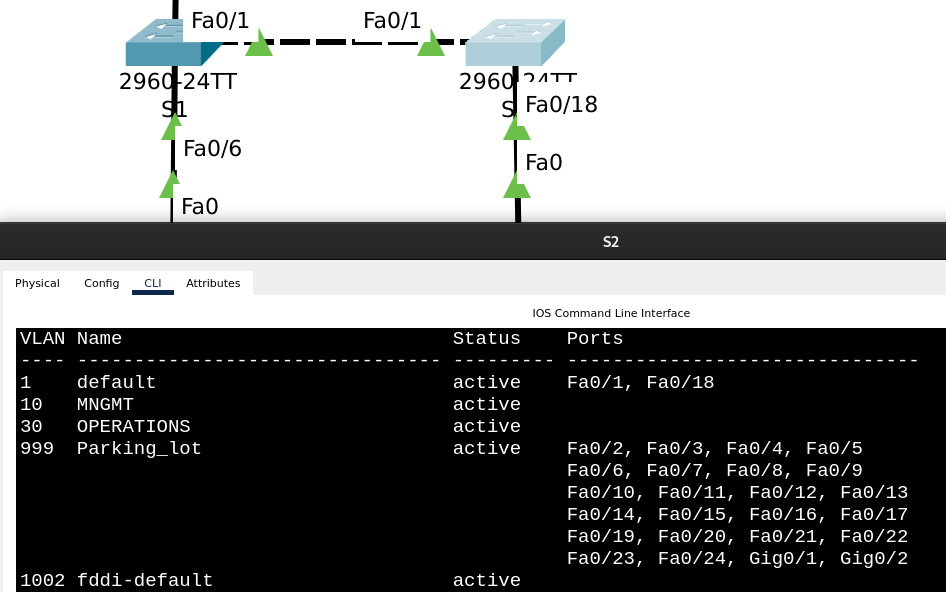 Fa0/1 Fa0/1
2960-24TT 2960-24TT
S1 S
Fa0/18
Fa0/6
Fa0
Fa0
S2
Physical Config CLI Attributes
IOS Command Line Interface
VLAN Name Status Ports
---- -------------------------------- --------- -------------------------------
1 default active Fa0/1, Fa0/18
10 MNGMT active
30 OPERATIONS active
999 Parking_lot active Fa0/2, Fa0/3, Fa0/4, Fa0/5
Fa0/6, Fa0/7, Fa0/8, Fa0/9
Fa0/10, Fa0/11, Fa0/12, Fa0/13
Fa0/14, Fa0/15, Fa0/16, Fa0/17
Fa0/19, Fa0/20, Fa0/21, Fa0/22
Fa0/23, Fa0/24, Gig0/1, Gig0/2
1002 fddi-default active